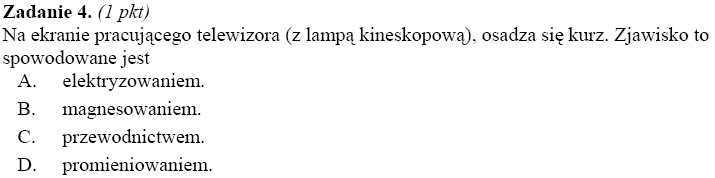 Zadanie 4. (1 pkt)
Na ekranie pracującego telewizora (z lampą kineskopową), osadza się kurz. Zjawisko to
spowodowane jest
A. elektryzowaniem.
B. magnesowaniem.
C. przewodnictwem.
D. promieniowaniem.